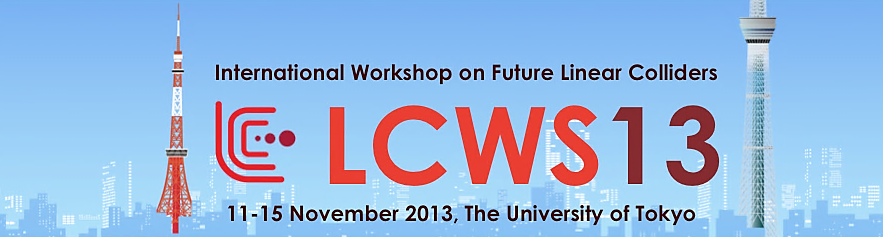 International Workshop on Future Linear Colliders
LCWS13
11-15 November 2013, The University of Tokyo